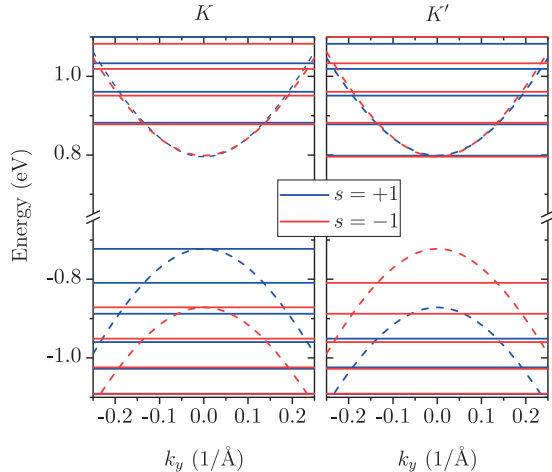 K K′
Energy (eV)
1.0
0.8
-0.8
-1.0
s = +1
s = −1
-0.2 -0.1 0.0 0.1 0.2 -0.2 -0.1 0.0 0.1 0.2
k_y (1/Å) k_y (1/Å)